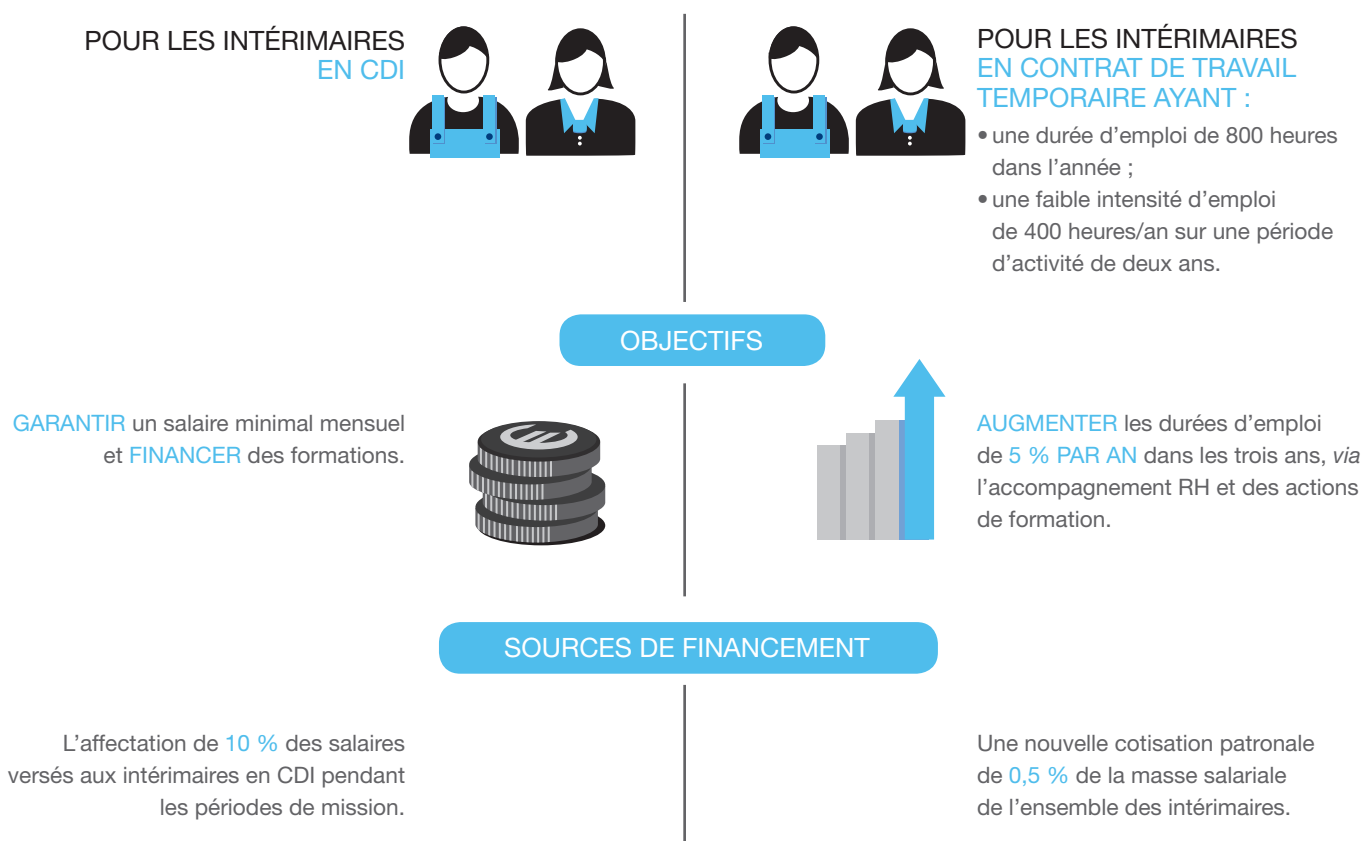 POUR LES INTÉRIMAIRES
EN CDI
POUR LES INTÉRIMAIRES
EN CONTRAT DE TRAVAIL
TEMPORAIRE AYANT :
• une durée d’emploi de 800 heures
dans l’année ;
• une faible intensité d’emploi
de 400 heures/an sur une période
d’activité de deux ans.
OBJECTIFS
GARANTIR un salaire minimal mensuel
et FINANCER des formations.
AUGMENTER les durées d’emploi
de 5 % PAR AN dans les trois ans, via
l’accompagnement RH et des actions
de formation.
SOURCES DE FINANCEMENT
L’affectation de 10 % des salaires
versés aux intérimaires en CDI pendant
les périodes de mission.
Une nouvelle cotisation patronale
de 0,5 % de la masse salariale
de l’ensemble des intérimaires.